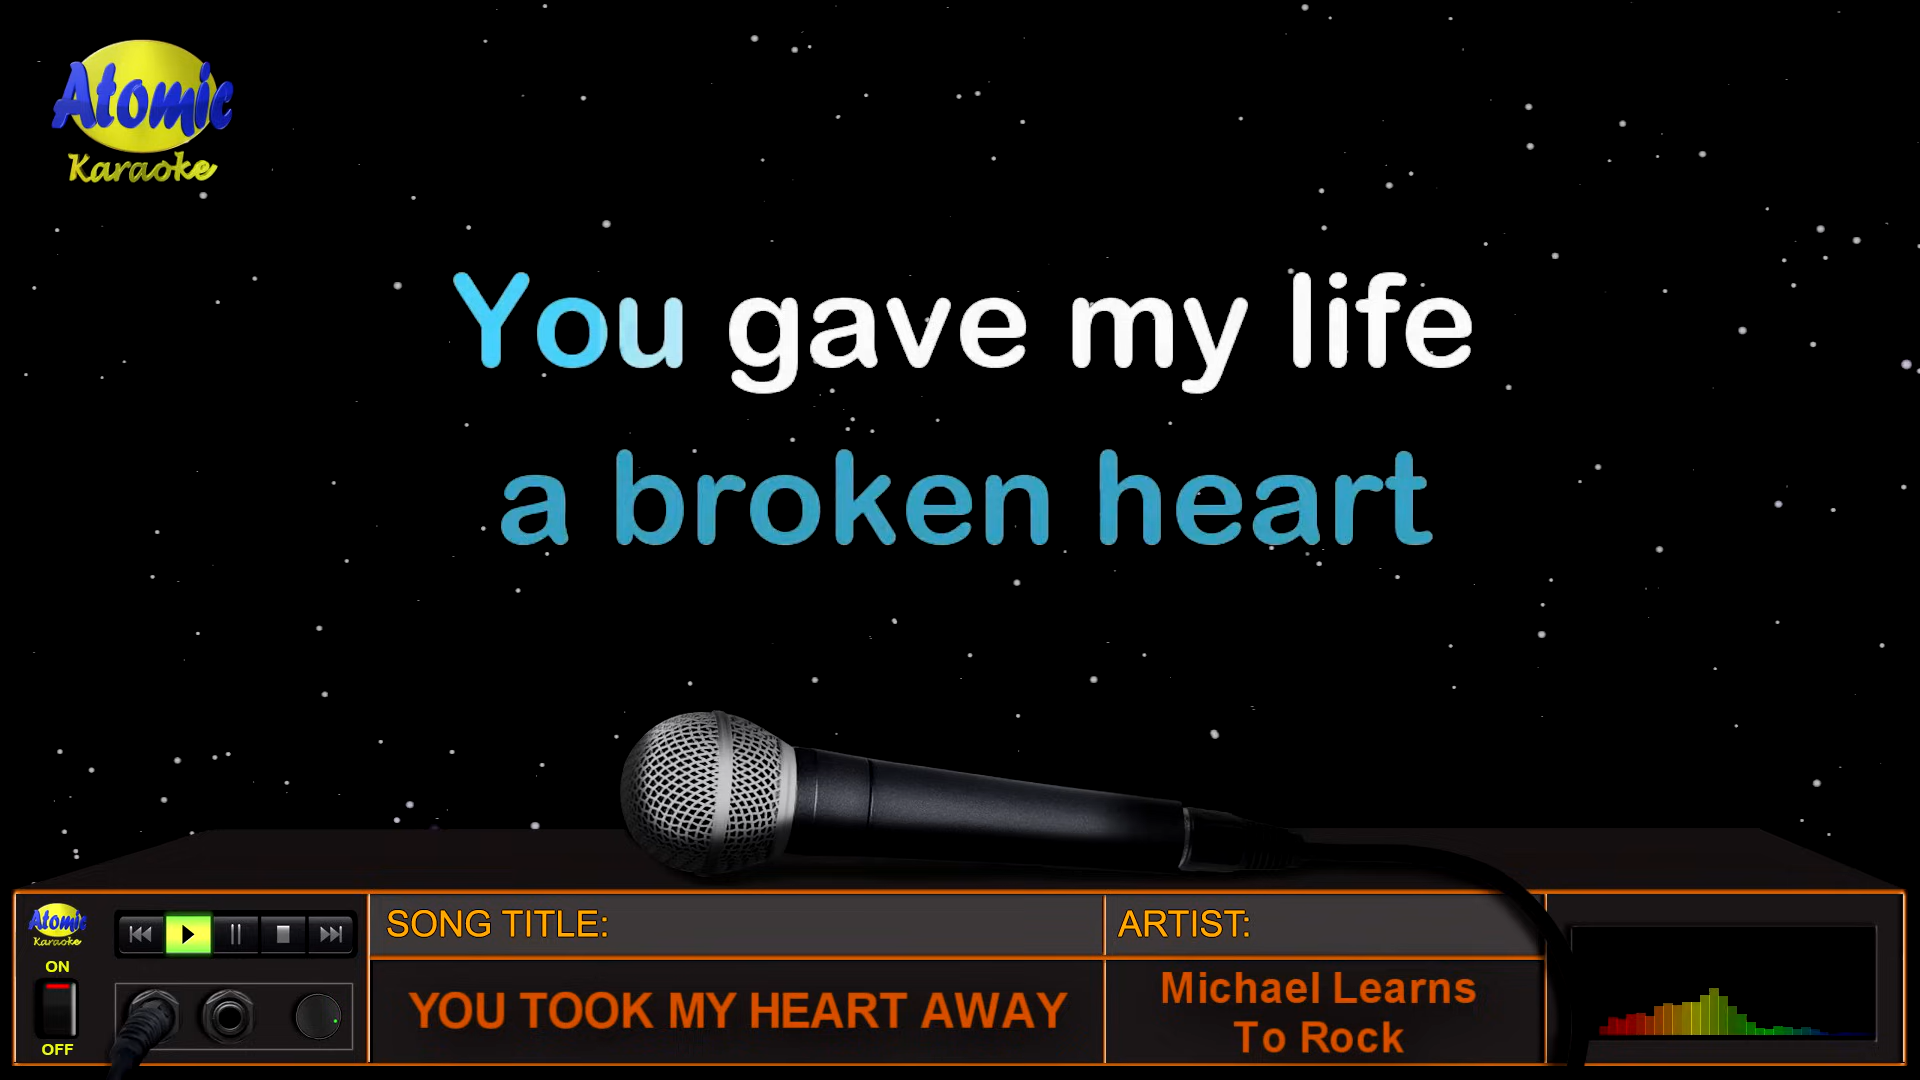 Atomic
Karaoke
You gave my life
a broken heart
Atomic
Karaoke
ON
OFF
SONG TITLE:
YOU TOOK MY HEART AWAY
ARTIST:
Michael Learns
To Rock